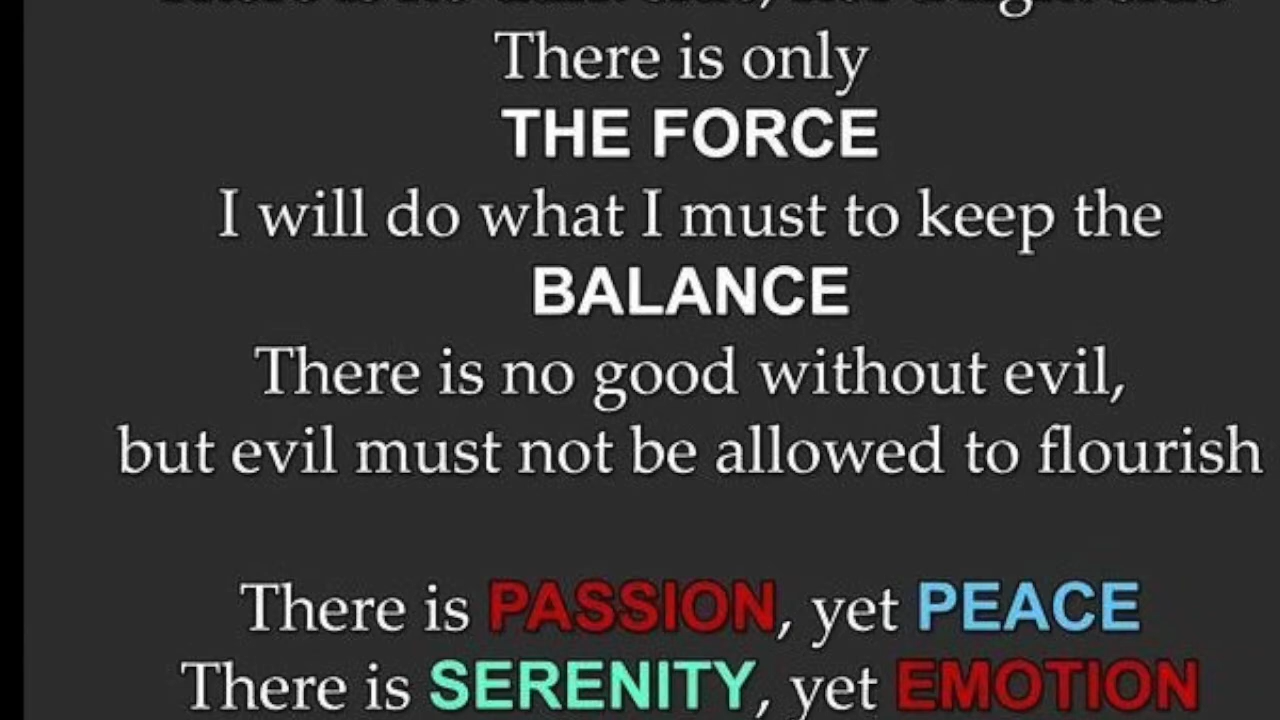 There is only
THE FORCE
I will do what I must to keep the
BALANCE
There is no good without evil,
but evil must not be allowed to flourish
There is PASSION, yet PEACE
There is SERENITY, yet EMOTION